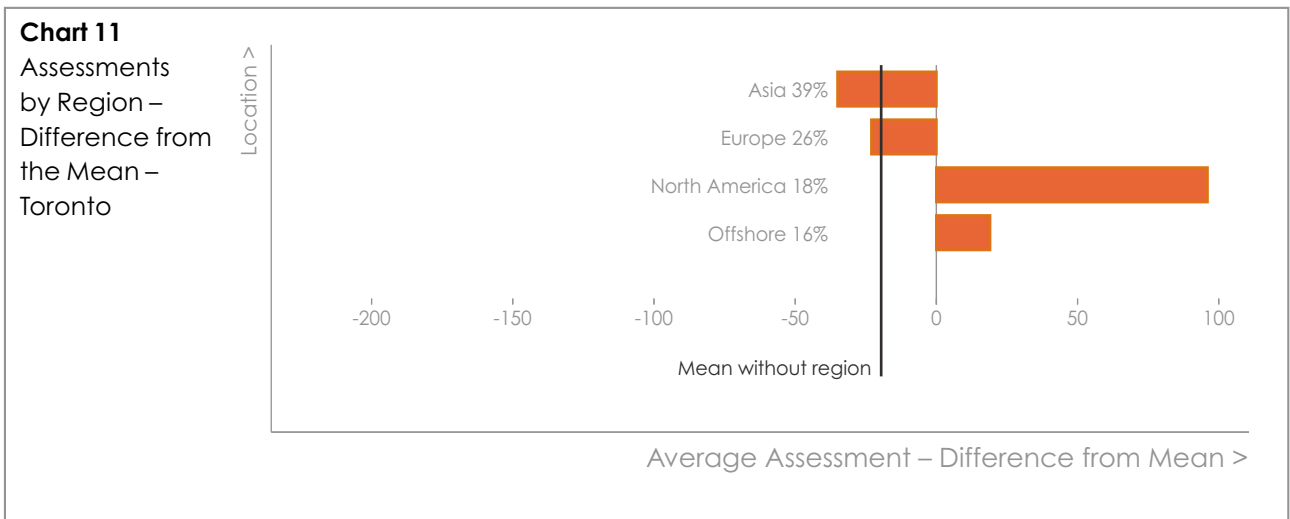 Chart 11
Assessments
by Region –
Difference from
the Mean –
Toronto
Location >
Asia 39%
Europe 26%
North America 18%
Offshore 16%
-200
-150
-100
-50
0
50
100
Mean without region
Average Assessment – Difference from Mean >